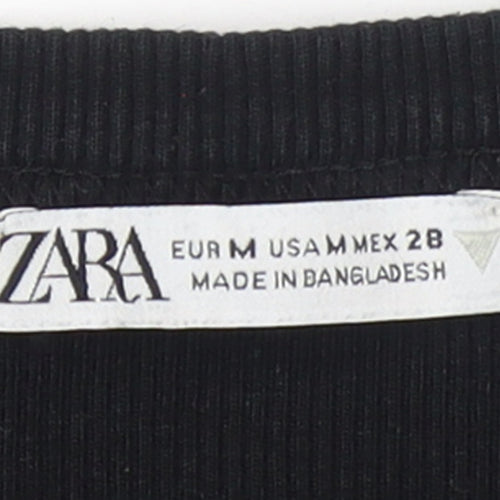 ZARA
EUR M USA M MEX 28
MADE IN BANGLADESH